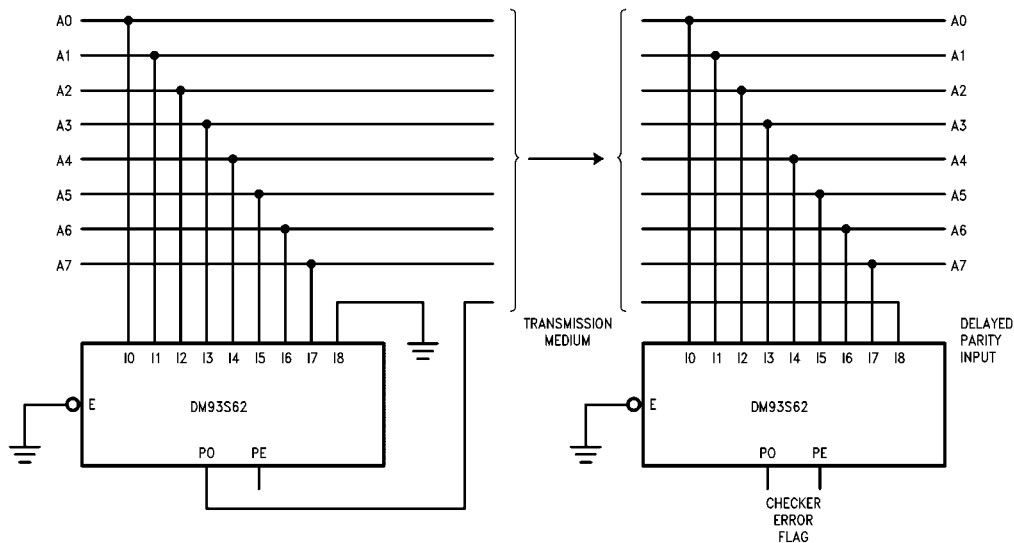 A0 A0
A1 A1
A2 A2
A3 A3
A4 A4
A5 A5
A6 A6
A7 A7
TRANSMISSION
MEDIUM
DELAYED
PARITY
INPUT
I0 I1 I2 I3 I4 I5 I6 I7 I8
E
DM93S62
PO PE
I0 I1 I2 I3 I4 I5 I6 I7 I8
E
DM93S62
PO PE
CHECKER
ERROR
FLAG